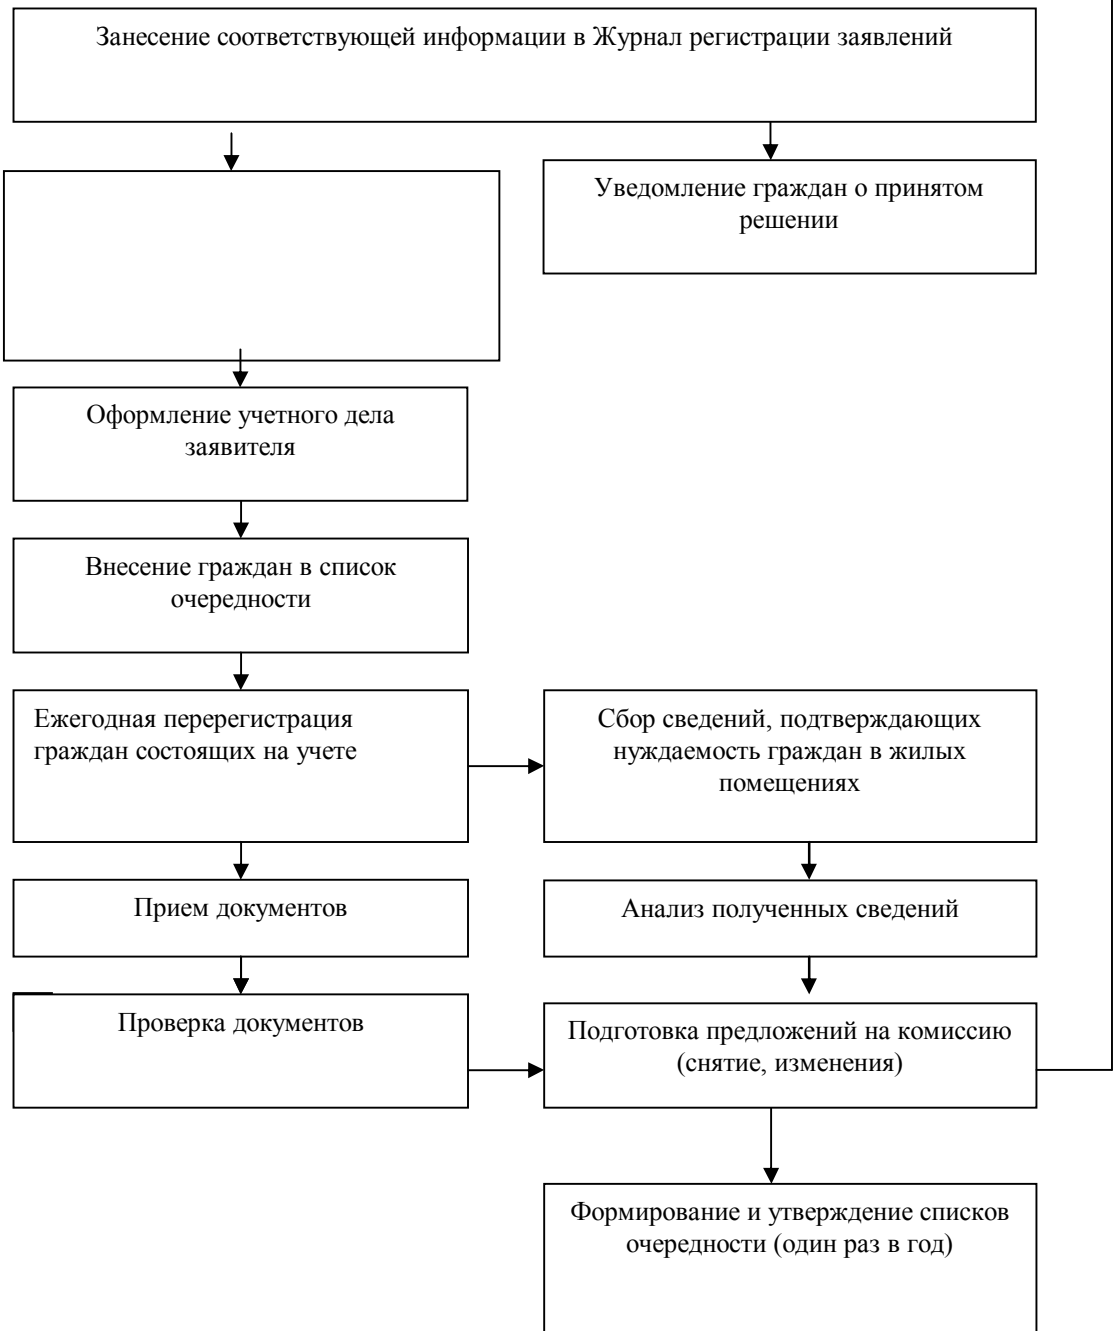 Занесение соответствующей информации в Журнал регистрации заявлений
Уведомление граждан о принятом
решении
Оформление учетного дела
заявителя
Внесение граждан в список
очередности
Ежегодная перерегистрация
граждан состоящих на учете
Сбор сведений, подтверждающих
нуждаемость граждан в жилых
помещениях
Прием документов
Анализ полученных сведений
Проверка документов
Подготовка предложений на комиссию
(снятие, изменения)
Формирование и утверждение списков
очередности (один раз в год)